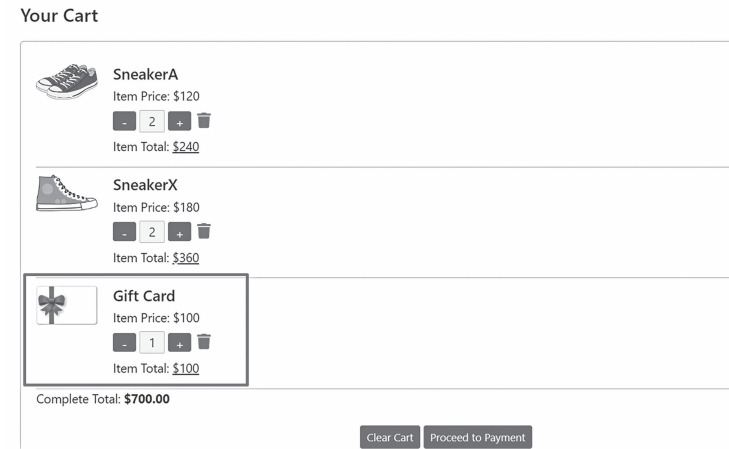 Your Cart
SneakerA
Item Price: $120
- 2 +
Item Total: $240
SneakerX
Item Price: $180
- 2 +
Item Total: $360
Gift Card
Item Price: $100
- 1 +
Item Total: $100
Complete Total: $700.00
Clear Cart Proceed to Payment